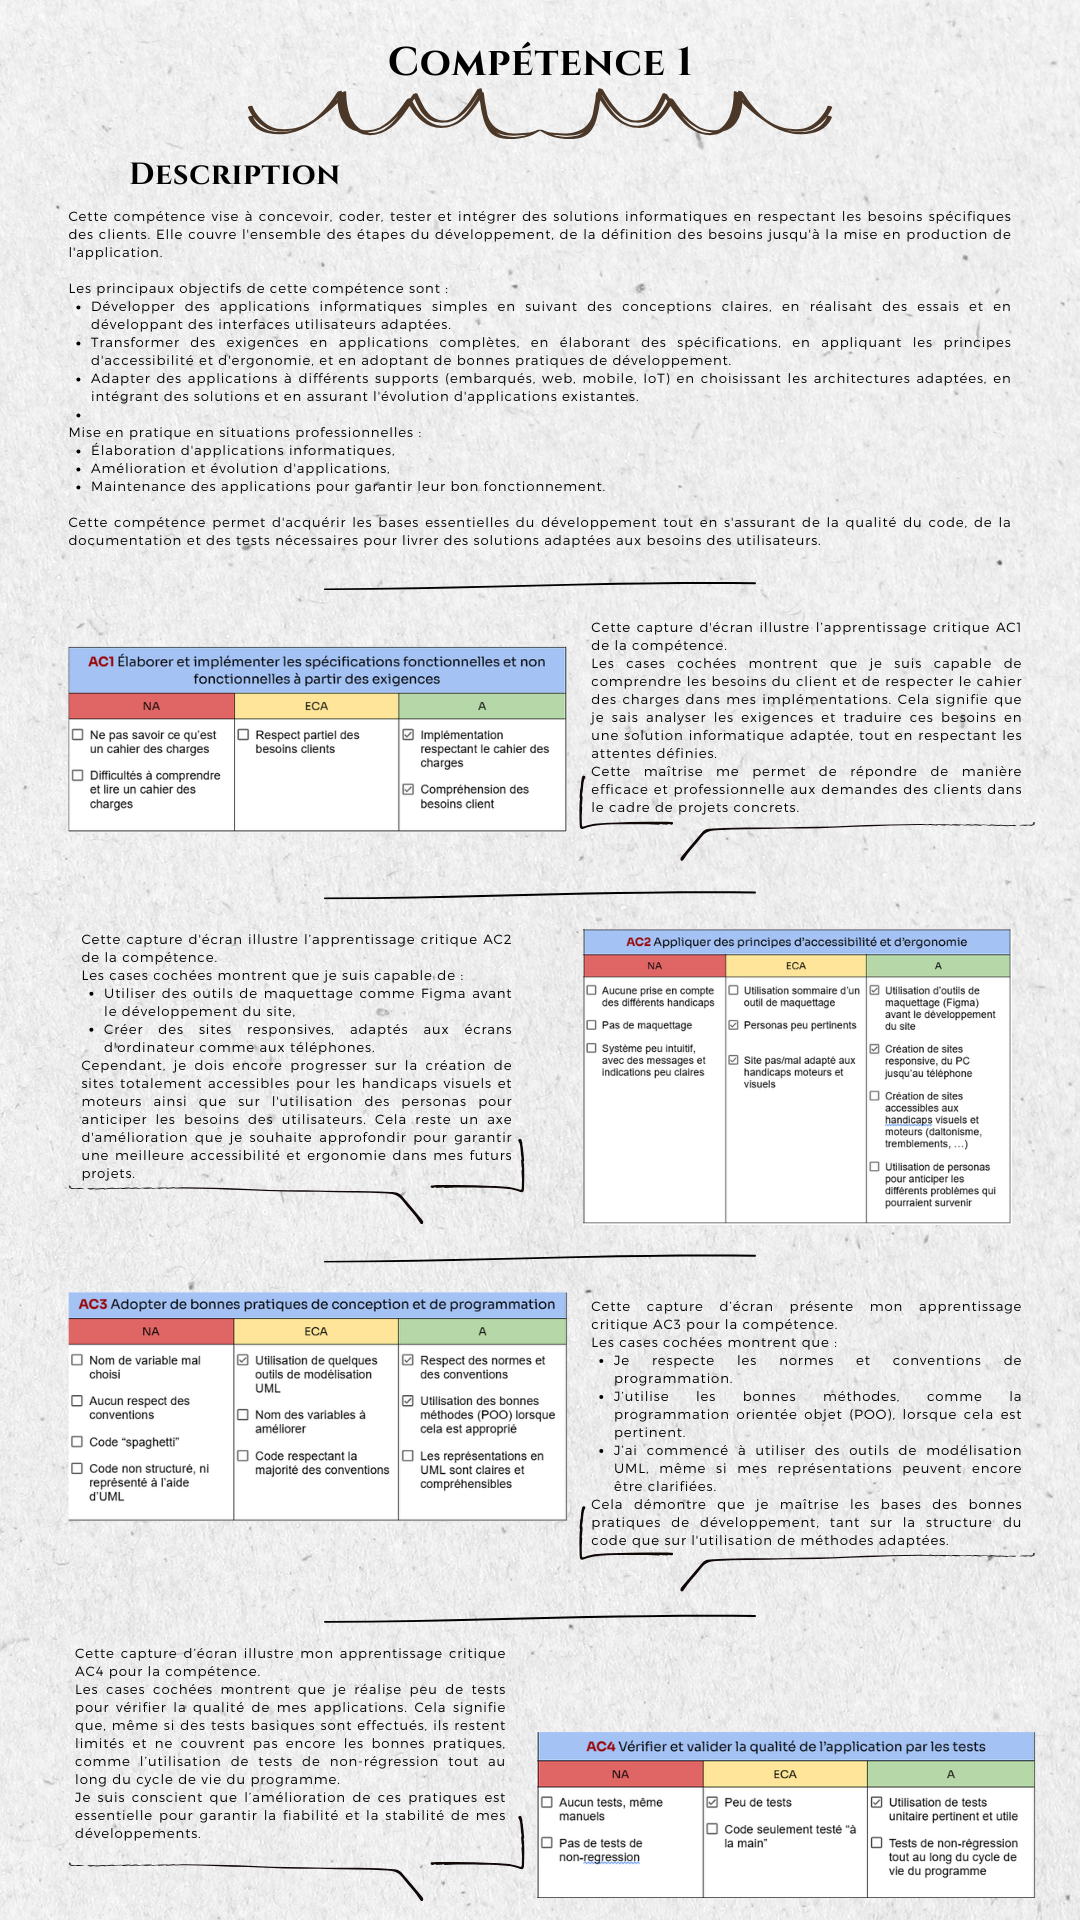 Compétence 1
Description
Cette compétence vise à concevoir, coder, tester et intégrer des solutions informatiques en respectant les besoins spécifiques
des clients. Elle couvre l'ensemble des étapes du développement, de la définition des besoins jusqu'à la mise en production de
l'application.
Les principaux objectifs de cette compétence sont :
• Développer des applications informatiques simples en suivant des conceptions claires, en réalisant des essais et en
développant des interfaces utilisateurs adaptées.
• Transformer des exigences en applications complètes, en élaborant des spécifications, en appliquant les principes
d'accessibilité et d'ergonomie, et en adoptant de bonnes pratiques de développement.
• Adapter des applications à différents supports (embarqués, web, mobile, IoT) en choisissant les architectures adaptées, en
intégrant des solutions et en assurant l'évolution d'applications existantes.
•
Mise en pratique en situations professionnelles :
• Élaboration d'applications informatiques,
• Amélioration et évolution d'applications,
• Maintenance des applications pour garantir leur bon fonctionnement.
Cette compétence permet d'acquérir les bases essentielles du développement tout en s'assurant de la qualité du code, de la
documentation et des tests nécessaires pour livrer des solutions adaptées aux besoins des utilisateurs.
AC1 Élaborer et implémenter les spécifications fonctionnelles et non
fonctionnelles à partir des exigences
NA
ECA
A
Ne pas savoir ce qu'est
un cahier des charges
Difficultés à comprendre
et lire un cahier des
charges
Respect partiel des
besoins clients
Implémentation
respectant le cahier des
charges
Compréhension des
besoins client
Cette capture d'écran illustre l'apprentissage critique AC1
de la compétence.
Les cases cochées montrent que je suis capable de
comprendre les besoins du client et de respecter le cahier
des charges dans mes implémentations. Cela signifie que
je sais analyser les exigences et traduire ces besoins en
une solution informatique adaptée, tout en respectant les
attentes définies.
Cette maîtrise me permet de répondre de manière
efficace et professionnelle aux demandes des clients dans
le cadre de projets concrets.
Cette capture d'écran illustre l'apprentissage critique AC2
de la compétence.
Les cases cochées montrent que je suis capable de :
• Utiliser des outils de maquettage comme Figma avant
le développement du site,
• Créer des sites responsives, adaptés aux écrans
d'ordinateur comme aux téléphones.
Cependant, je dois encore progresser sur la création de
sites totalement accessibles pour les handicaps visuels et
moteurs ainsi que sur l'utilisation des personas pour
anticiper les besoins des utilisateurs. Cela reste un axe
d'amélioration que je souhaite approfondir pour garantir
une meilleure accessibilité et ergonomie dans mes futurs
projets.
AC2 Appliquer des principes d'accessibilité et d'ergonomie
NA
ECA
A
Aucune prise en compte
des différents handicaps
Pas de maquettage
Système peu intuitif,
avec des messages et
indications peu claires
Utilisation sommaire d'un
outil de maquettage
Personas peu pertinents
Site pas/mal adapté aux
handicaps moteurs et
visuels
Utilisation d'outils de
maquettage (Figma)
avant le développement
du site
Création de sites
responsive, du PC
jusqu'au téléphone
Création de sites
accessibles aux
handicaps visuels et
moteurs (daltonisme,
tremblements, ...)
Utilisation de personas
pour anticiper les
différents problèmes qui
pourraient survenir
AC3 Adopter de bonnes pratiques de conception et de programmation
NA
ECA
A
Nom de variable mal
choisi
Aucun respect des
conventions
Code "spaghetti"
Code non structuré, ni
représenté à l'aide
d'UML
Utilisation de quelques
outils de modélisation
UML
Nom des variables à
améliorer
Code respectant la
majorité des conventions
Respect des normes et
des conventions
Utilisation des bonnes
méthodes (POO) lorsque
cela est approprié
Les représentations en
UML sont claires et
compréhensibles
Cette capture d'écran présente mon apprentissage
critique AC3 pour la compétence.
Les cases cochées montrent que :
• Je respecte les normes et conventions de
programmation.
• J'utilise les bonnes méthodes, comme la
programmation orientée objet (POO), lorsque cela est
pertinent.
• J'ai commencé à utiliser des outils de modélisation
UML, même si mes représentations peuvent encore
être clarifiées.
Cela démontre que je maîtrise les bases des bonnes
pratiques de développement, tant sur la structure du
code que sur l'utilisation de méthodes adaptées.
Cette capture d'écran illustre mon apprentissage critique
AC4 pour la compétence.
Les cases cochées montrent que je réalise peu de tests
pour vérifier la qualité de mes applications. Cela signifie
que, même si des tests basiques sont effectués, ils restent
limités et ne couvrent pas encore les bonnes pratiques,
comme l'utilisation de tests de non-régression tout au
long du cycle de vie du programme.
Je suis conscient que l'amélioration de ces pratiques est
essentielle pour garantir la fiabilité et la stabilité de mes
développements.
AC4 Vérifier et valider la qualité de l'application par les tests
NA
ECA
A
Aucun tests, même
manuels
Pas de tests de
non-regression
Peu de tests
Code seulement testé "à
la main"
Utilisation de tests
unitaire pertinent et utile
Tests de non-régression
tout au long du cycle de
vie du programme